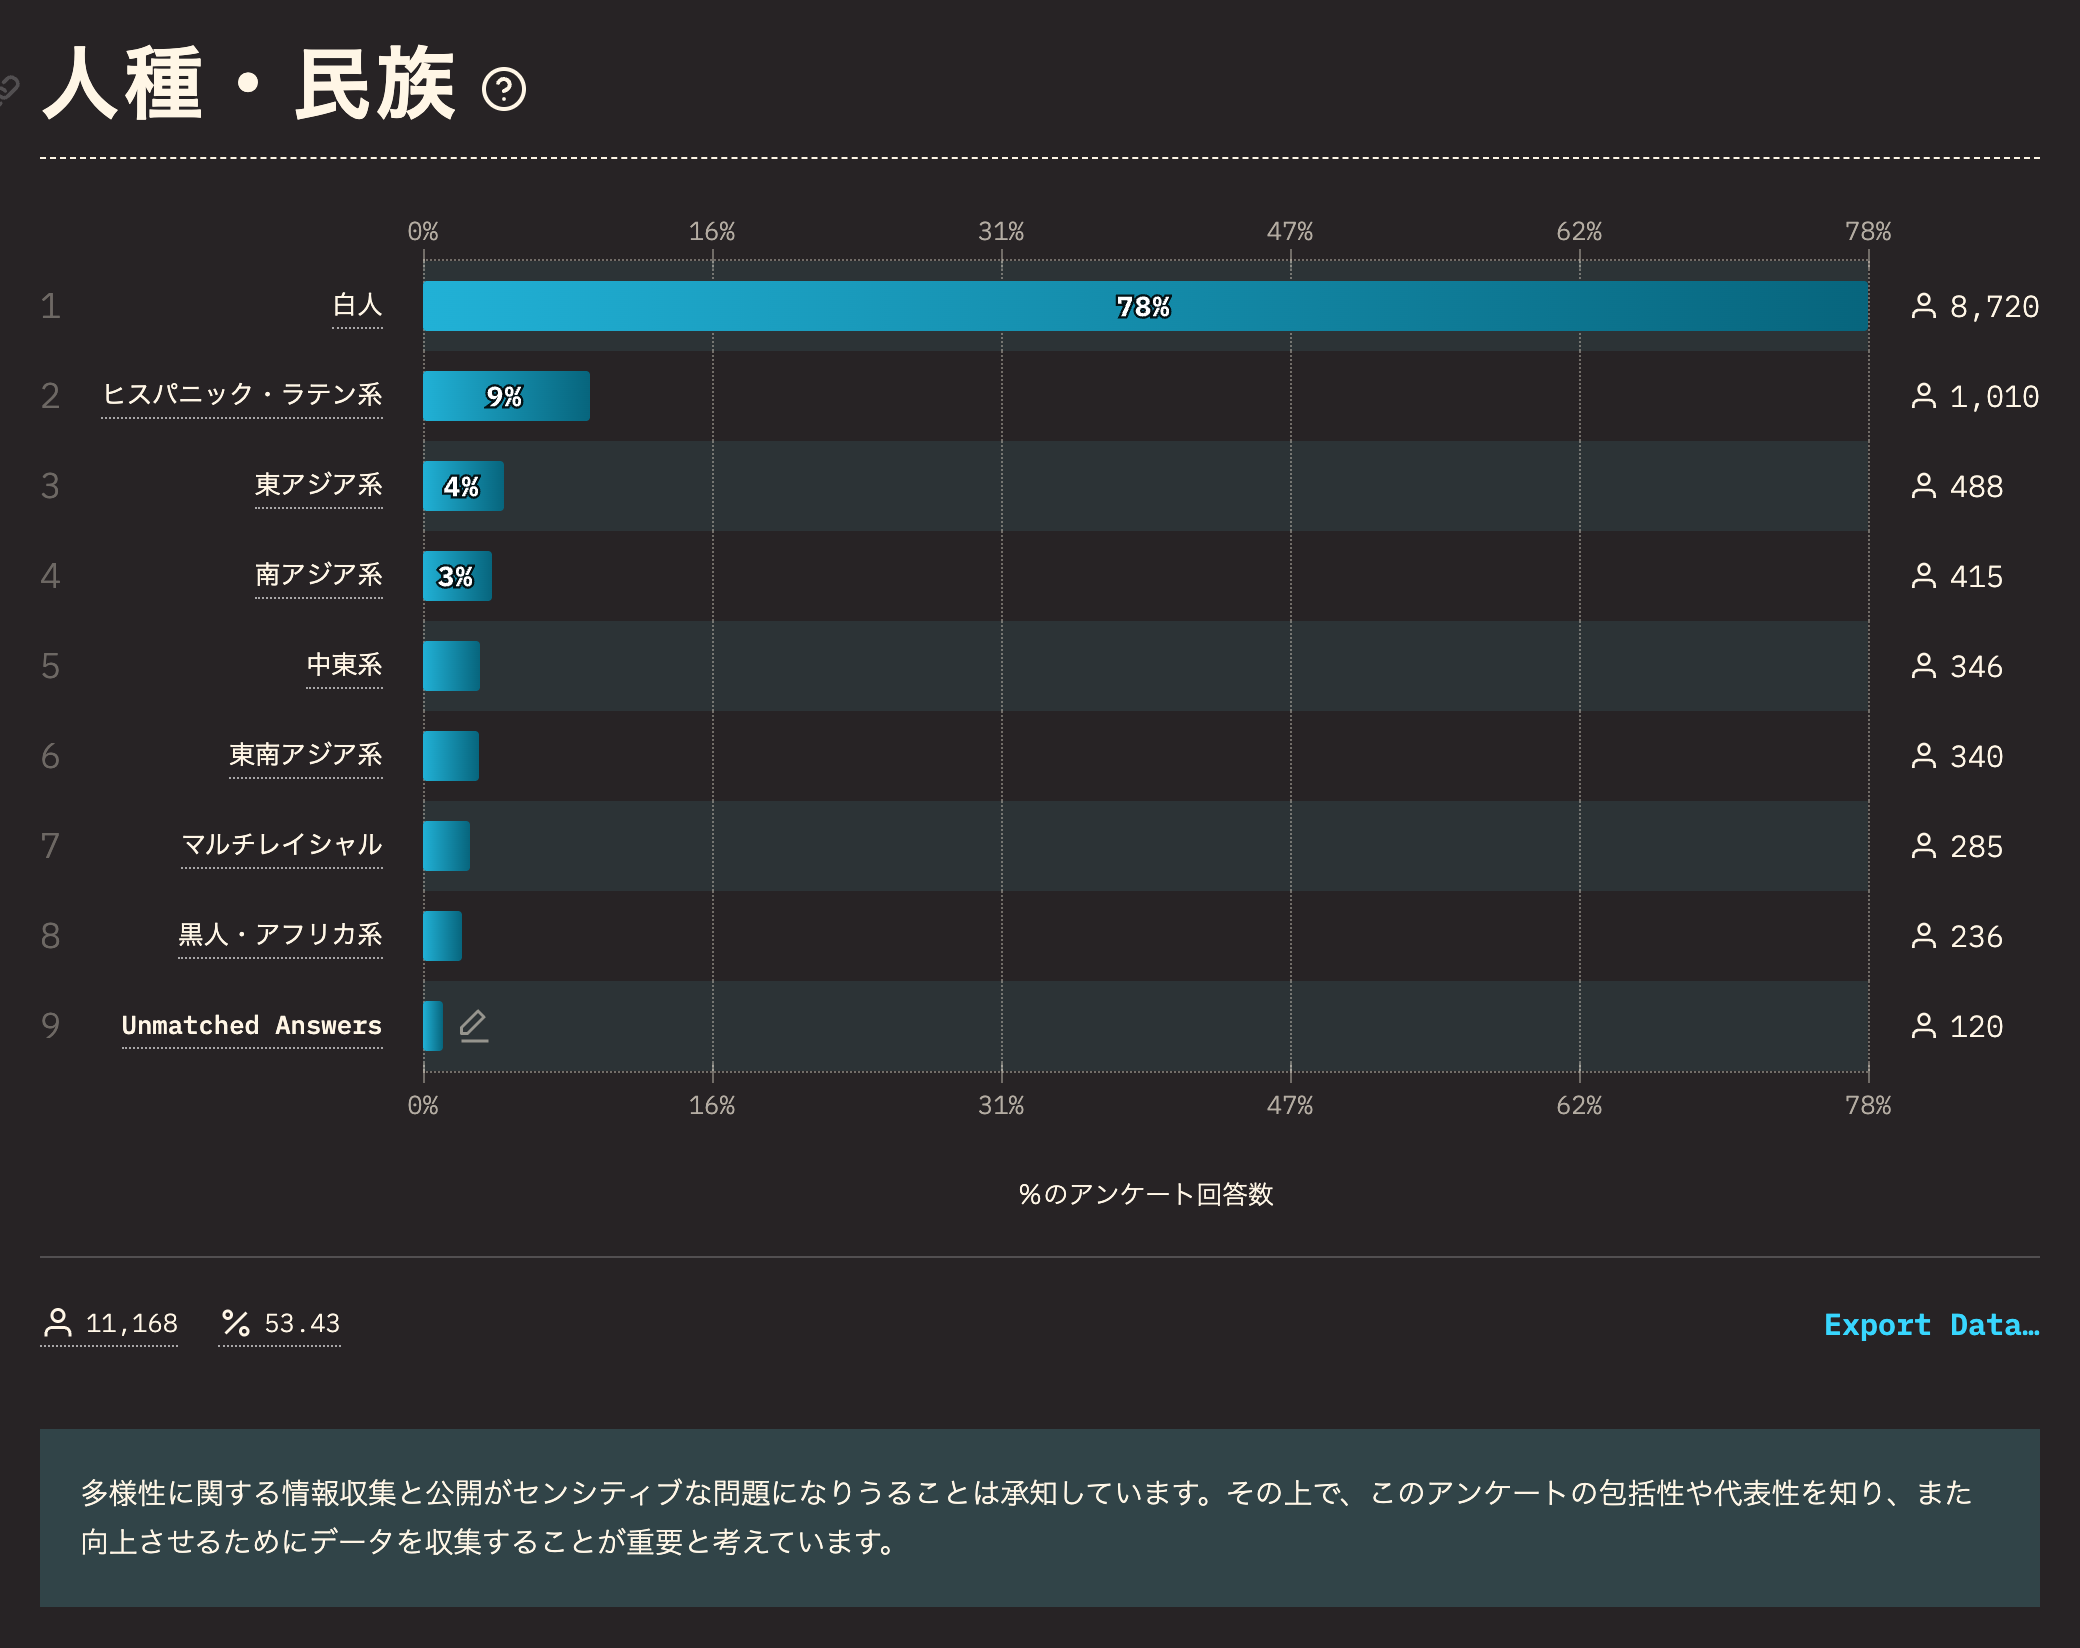 人種・民族
0% 16% 31% 47% 62% 78%
1 白人 78% 8,720
2 ヒスパニック・ラテン系 9% 1,010
3 東アジア系 4% 488
4 南アジア系 3% 415
5 中東系 346
6 東南アジア系 340
7 マルチレイシャル 285
8 黒人・アフリカ系 236
9 Unmatched Answers 120
0% 16% 31% 47% 62% 78%
%のアンケート回答数
11,168 % 53.43 Export Data…
多様性に関する情報収集と公開がセンシティブな問題になりうることは承知しています。その上で、このアンケートの包括性や代表性を知り、また
向上させるためにデータを収集することが重要と考えています。